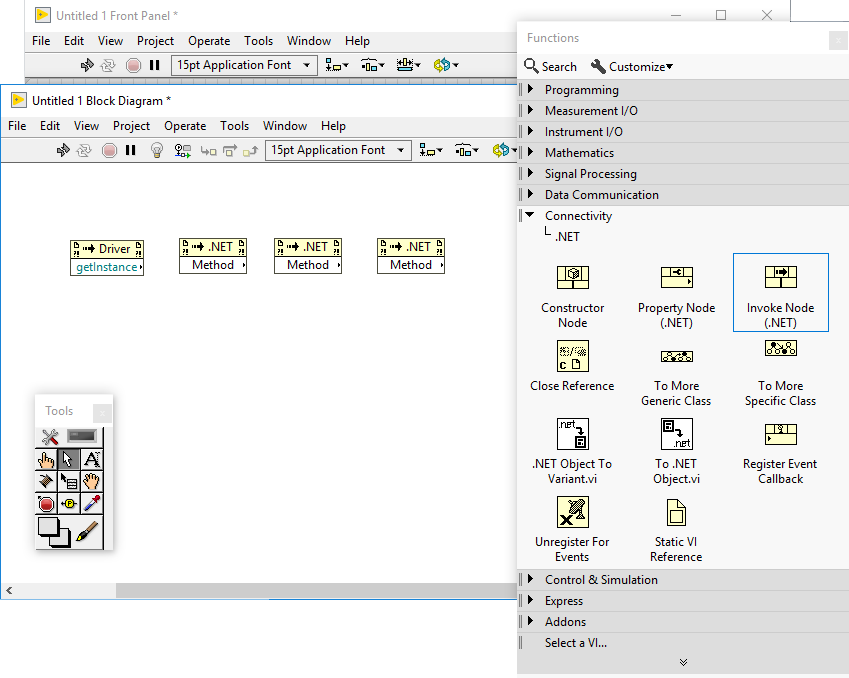 Untitled 1 Front Panel *
File Edit View Project Operate Tools Window Help
15pt Application Font
Untitled 1 Block Diagram *
File Edit View Project Operate Tools Window Help
15pt Application Font
Driver
getInstance
.NET
Method
.NET
Method
.NET
Method
Tools
Functions
Search Customize
Programming
Measurement I/O
Instrument I/O
Mathematics
Signal Processing
Data Communication
Connectivity
.NET
Constructor
Node
Property Node
(.NET)
Invoke Node
(.NET)
Close Reference
To More
Generic Class
To More
Specific Class
.net
.NET Object To
Variant.vi
.net
To .NET
Object.vi
Register Event
Callback
Unregister For
Events
Static VI
Reference
Control & Simulation
Express
Addons
Select a VI...